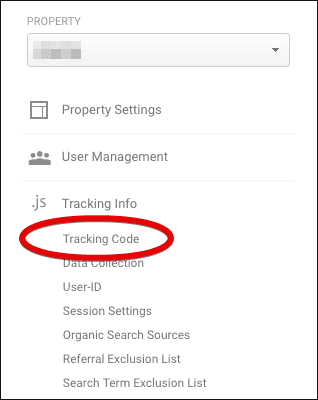 PROPERTY
Property Settings
User Management
.js Tracking Info
Tracking Code
Data Collection
User-ID
Session Settings
Organic Search Sources
Referral Exclusion List
Search Term Exclusion List